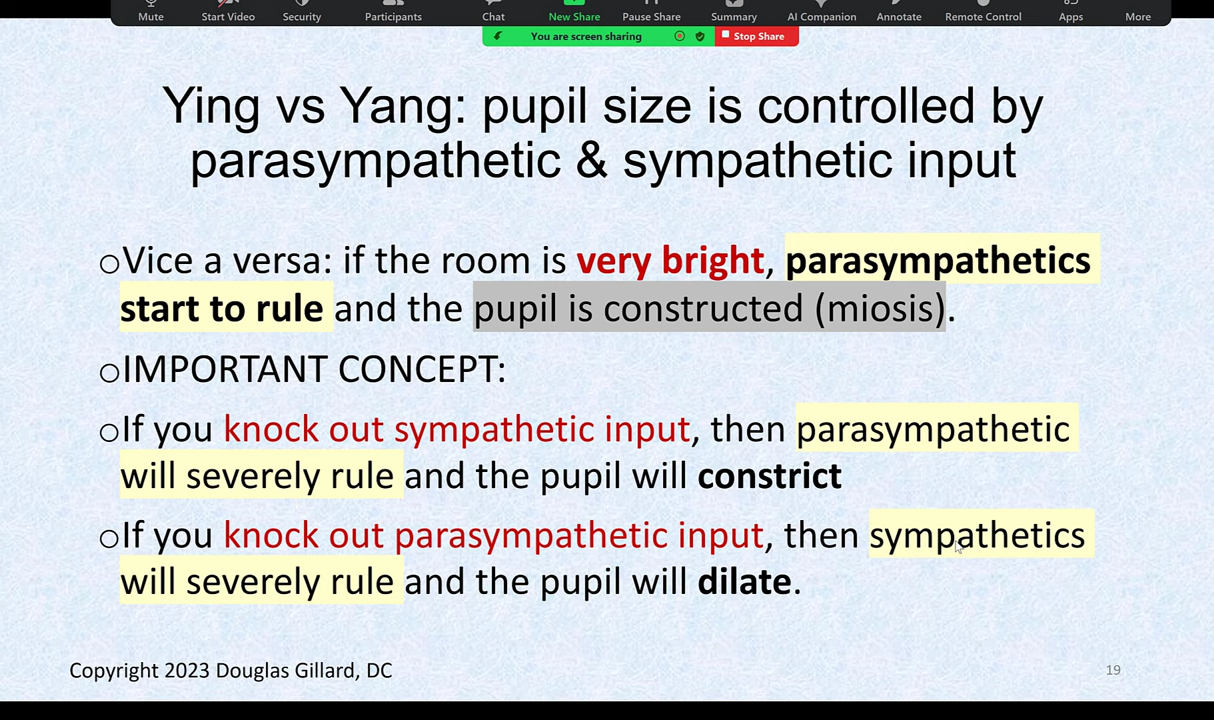 Mute Start Video Security Participants Chat New Share Pause Share Summary AI Companion Annotate Remote Control Apps More
You are screen sharing Stop Share
Ying vs Yang: pupil size is controlled by
parasympathetic & sympathetic input
○Vice a versa: if the room is very bright, parasympathetics
start to rule and the pupil is constructed (miosis).
○IMPORTANT CONCEPT:
○If you knock out sympathetic input, then parasympathetic
will severely rule and the pupil will constrict
○If you knock out parasympathetic input, then sympathetics
will severely rule and the pupil will dilate.
Copyright 2023 Douglas Gillard, DC
19